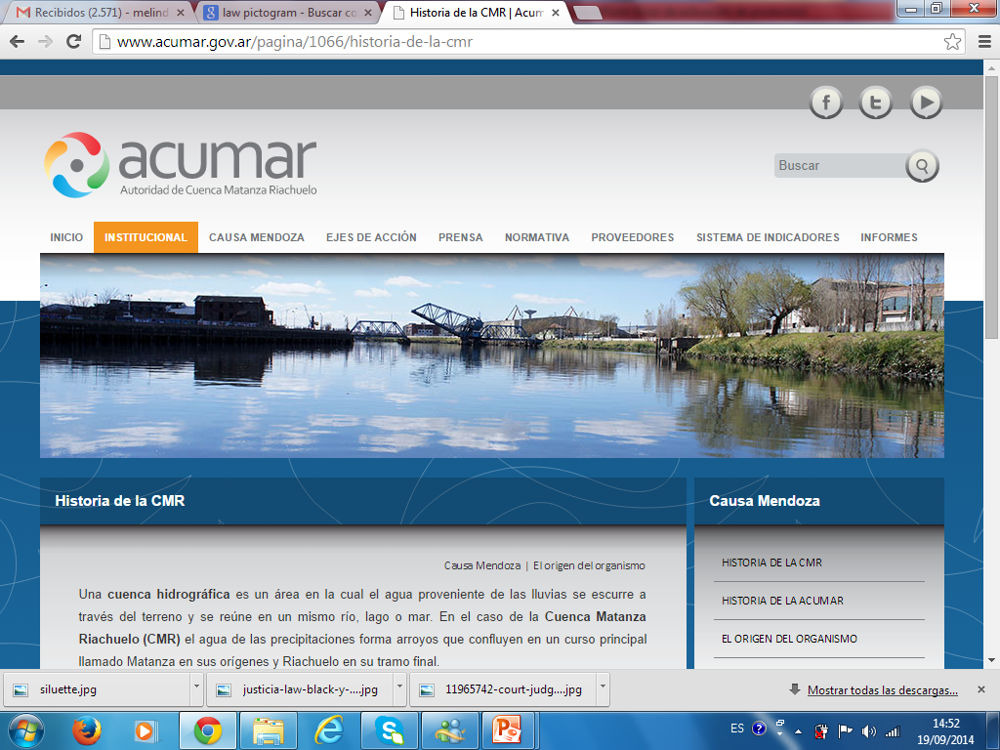 Recibidos (2.571) - melind
law pictogram - Buscar co
Historia de la CMR | Acum
www.acumar.gov.ar/pagina/1066/historia-de-la-cmr
acumar
Autoridad de Cuenca Matanza Riachuelo
Buscar
INICIO INSTITUCIONAL CAUSA MENDOZA EJES DE ACCIÓN PRENSA NORMATIVA PROVEEDORES SISTEMA DE INDICADORES INFORMES
Historia de la CMR
Causa Mendoza | El origen del organismo
Una cuenca hidrográfica es un área en la cual el agua proveniente de las lluvias se escurre a
través del terreno y se reúne en un mismo río, lago o mar. En el caso de la Cuenca Matanza
Riachuelo (CMR) el agua de las precipitaciones forma arroyos que confluyen en un curso principal
llamado Matanza en sus orígenes y Riachuelo en su tramo final.
Causa Mendoza
HISTORIA DE LA CMR
HISTORIA DE LA ACUMAR
EL ORIGEN DEL ORGANISMO
siluette.jpg
justicia-law-black-y-....jpg
11965742-court-judg....jpg
Mostrar todas las descargas...
ES
14:52
19/09/2014